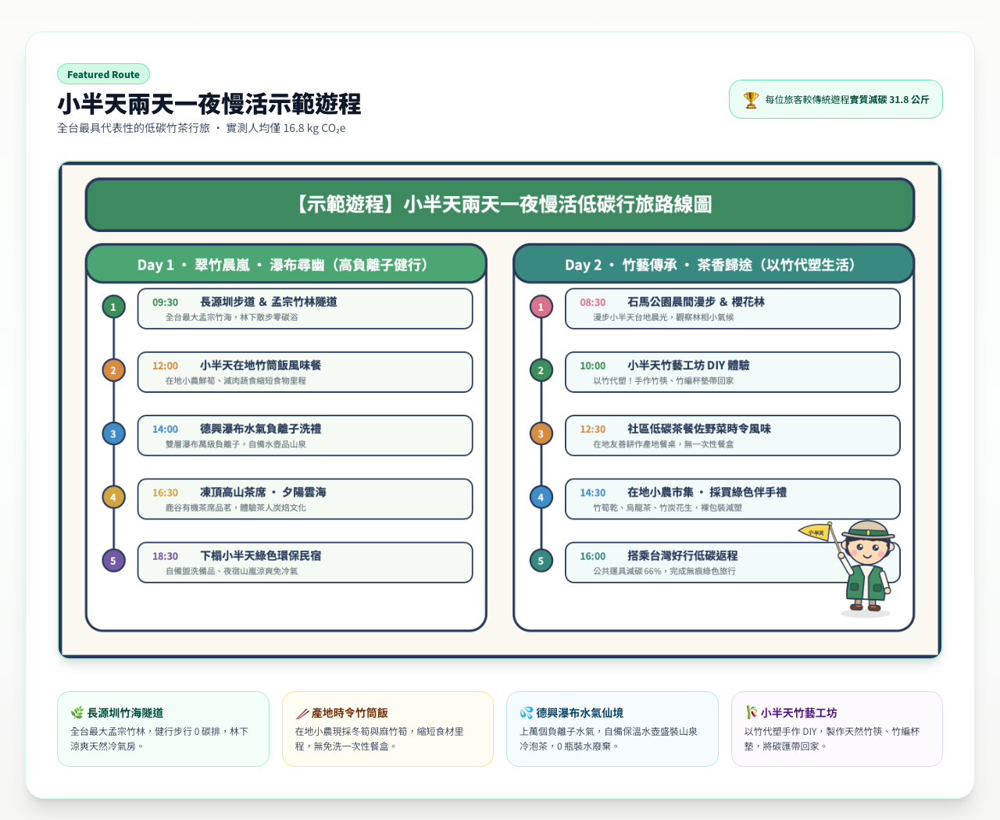 Featured Route
小半天兩天一夜慢活示範遊程
全台最具代表性的低碳竹茶行旅 • 實測人均僅 16.8 kg CO₂e
🏆 每位旅客較傳統遊程實質減碳 31.8 公斤
【示範遊程】小半天兩天一夜慢活低碳行旅路線圖
Day 1 • 翠竹晨嵐 • 瀑布尋幽（高負離子健行）
1
09:30 長源圳步道 & 孟宗竹林隧道
全台最大孟宗竹海，林下散步零碳浴
2
12:00 小半天在地竹筒飯風味餐
在地小農鮮筍、減肉蔬食縮短食物里程
3
14:00 德興瀑布水氣負離子洗禮
雙層瀑布萬級負離子，自備水壺品山泉
4
16:30 凍頂高山茶席 • 夕陽雲海
鹿谷有機茶席品茗，體驗茶人炭焙文化
5
18:30 下榻小半天綠色環保民宿
自備盥洗備品、夜宿山嵐涼爽免冷氣
Day 2 • 竹藝傳承 • 茶香歸途（以竹代塑生活）
1
08:30 石馬公園晨間漫步 & 櫻花林
漫步小半天台地晨光，觀察林相小氣候
2
10:00 小半天竹藝工坊 DIY 體驗
以竹代塑！手作竹筷、竹編杯墊帶回家
3
12:30 社區低碳茶餐佐野菜時令風味
在地友善耕作產地餐桌，無一次性餐盒
4
14:30 在地小農市集 • 採買綠色伴手禮
竹筍乾、烏龍茶、竹炭花生，裸包裝減塑
5
16:00 搭乘台灣好行低碳返程
公共運具減碳 66%，完成無痕綠色旅行
小半天
🌿 長源圳竹海隧道
全台最大孟宗竹林，健行步行 0 碳排，林下
涼爽天然冷氣房。
🥢 產地時令竹筒飯
在地小農現採冬筍與麻竹筍，縮短食材里
程，無免洗一次性餐盒。
💦 德興瀑布水氣仙境
上萬個負離子水氣，自備保溫水壺盛裝山泉
冷泡茶，0 瓶裝水廢棄。
🎋 小半天竹藝工坊
以竹代塑手作 DIY，製作天然竹筷、竹編杯
墊，將碳匯帶回家。